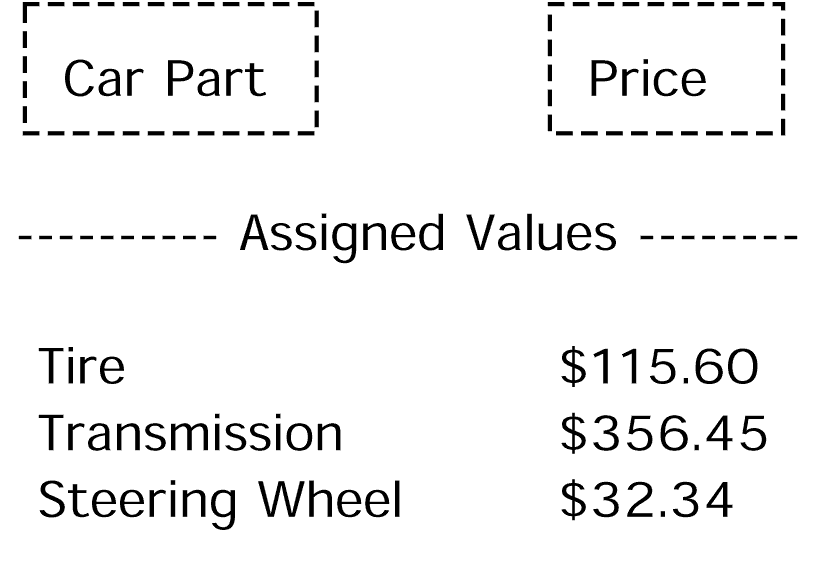 Car Part Price
---------- Assigned Values --------
Tire $115.60
Transmission $356.45
Steering Wheel $32.34